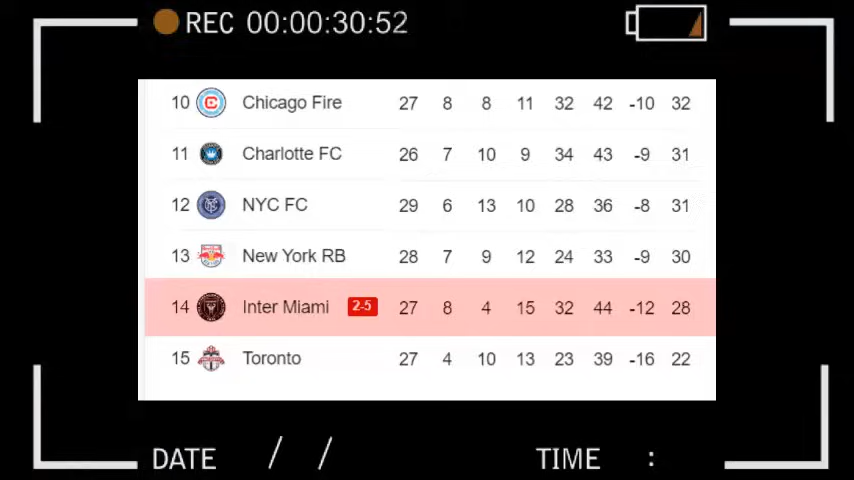 REC 00:00:30:52
10 Chicago Fire 27 8 8 11 32 42 -10 32
11 Charlotte FC 26 7 10 9 34 43 -9 31
12 NYC FC 29 6 13 10 28 36 -8 31
13 New York RB 28 7 9 12 24 33 -9 30
14 Inter Miami 2-5 27 8 4 15 32 44 -12 28
15 Toronto 27 4 10 13 23 39 -16 22
DATE / / TIME :